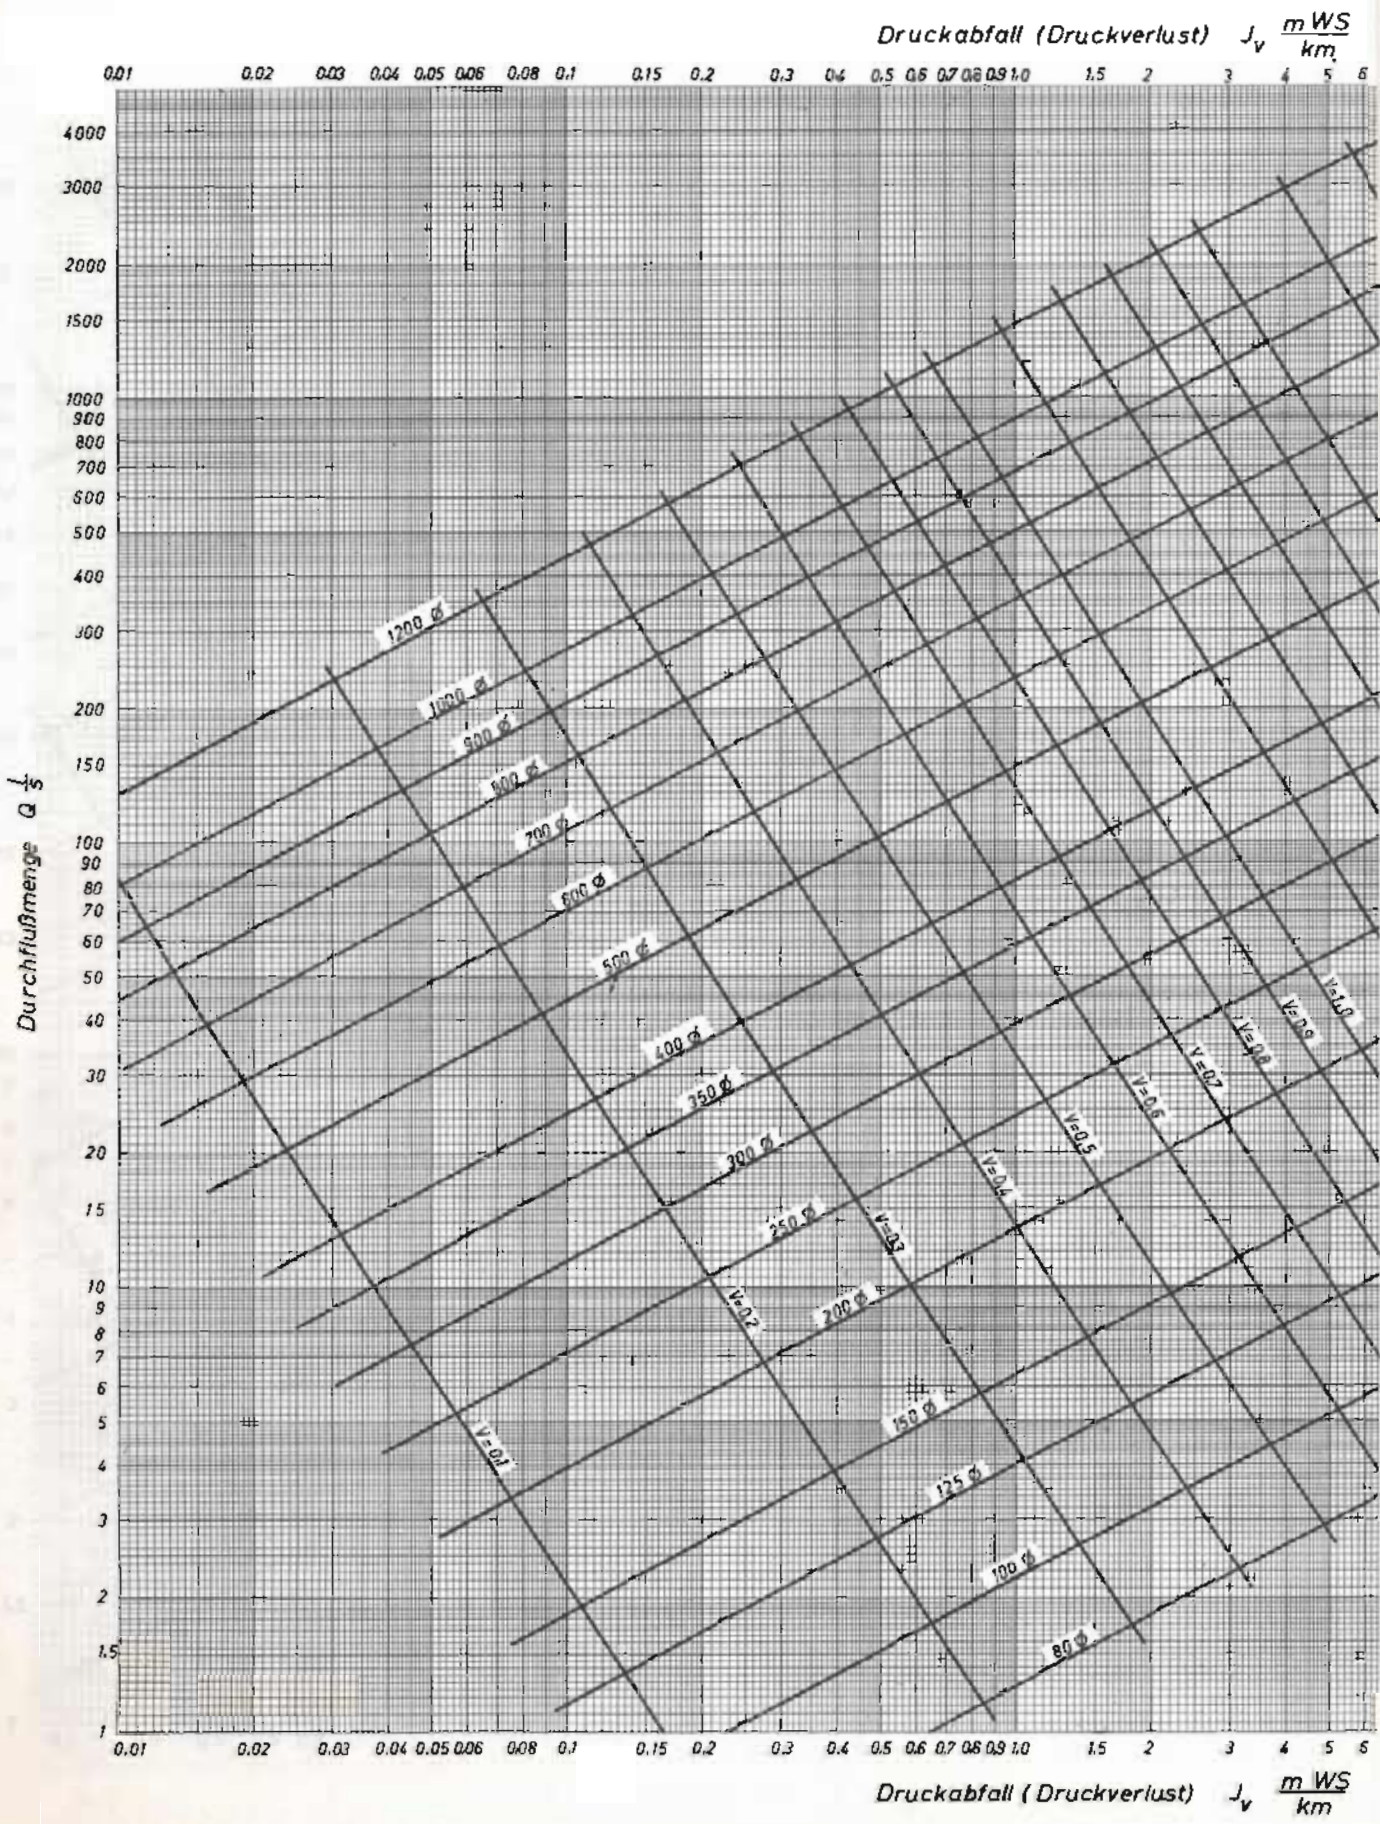 Druckabfall (Druckverlust) Jv m WS
km
0.01 0.02 0.03 0.04 0.05 0.06 0.08 0.1 0.15 0.2 0.3 0.4 0.5 0.6 0.7 0.8 0.9 1.0 1.5 2 3 4 5 6
4000
3000
2000
1500
1000
900
800
700
600
500
400
300
200
150
100
90
80
70
60
50
40
30
20
15
10
9
8
7
6
5
4
3
2
1.5
1
Durchflußmenge Q l/s
1200 Ø
1000 Ø
900 Ø
800 Ø
700 Ø
600 Ø
500 Ø
400 Ø
350 Ø
300 Ø
250 Ø
200 Ø
150 Ø
125 Ø
100 Ø
80 Ø
V=0.1
V=0.2
V=0.3
V=0.4
V=0.5
V=0.6
V=0.7
V=0.8
V=0.9
V=1.0
0.01 0.02 0.03 0.04 0.05 0.06 0.08 0.1 0.15 0.2 0.3 0.4 0.5 0.6 0.7 0.8 0.9 1.0 1.5 2 3 4 5 6
Druckabfall (Druckverlust) Jv m WS
km